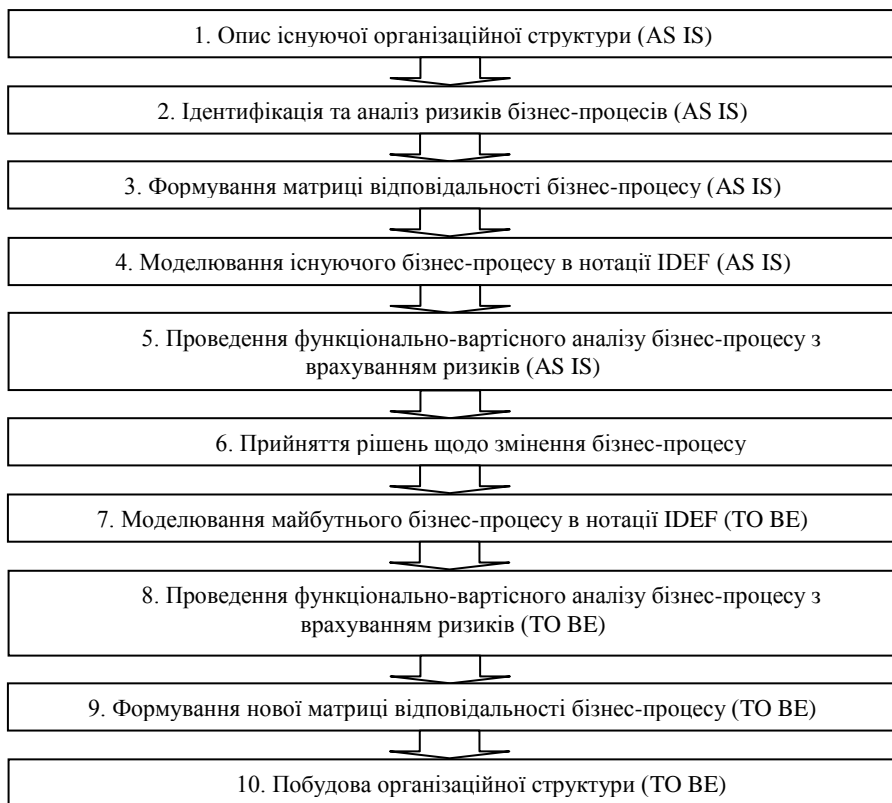 1. Опис існуючої організаційної структури (AS IS)
2. Ідентифікація та аналіз ризиків бізнес-процесів (AS IS)
3. Формування матриці відповідальності бізнес-процесу (AS IS)
4. Моделювання існуючого бізнес-процесу в нотації IDEF (AS IS)
5. Проведення функціонально-вартісного аналізу бізнес-процесу з
врахуванням ризиків (AS IS)
6. Прийняття рішень щодо змінення бізнес-процесу
7. Моделювання майбутнього бізнес-процесу в нотації IDEF (TO BE)
8. Проведення функціонально-вартісного аналізу бізнес-процесу з
врахуванням ризиків (TO BE)
9. Формування нової матриці відповідальності бізнес-процесу (TO BE)
10. Побудова організаційної структури (TO BE)